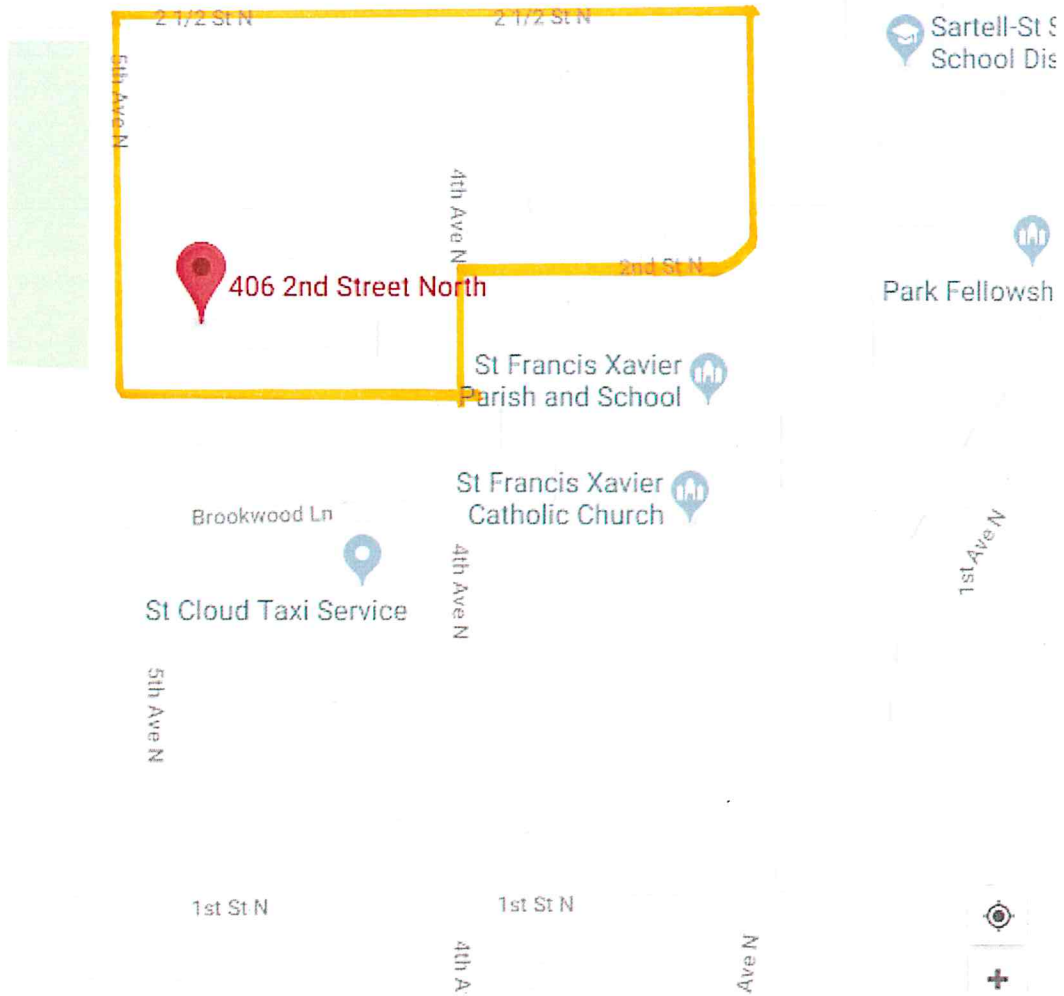 2 1/2 St N
2 1/2 St N
Sartell-St S
School Dis
5th Ave N
4th Ave N
2nd St N
406 2nd Street North
Park Fellowsh
St Francis Xavier
Parish and School
St Francis Xavier
Catholic Church
Brookwood Ln
1st Ave N
4th Ave N
St Cloud Taxi Service
5th Ave N
1st St N
1st St N
4th A
Ave N